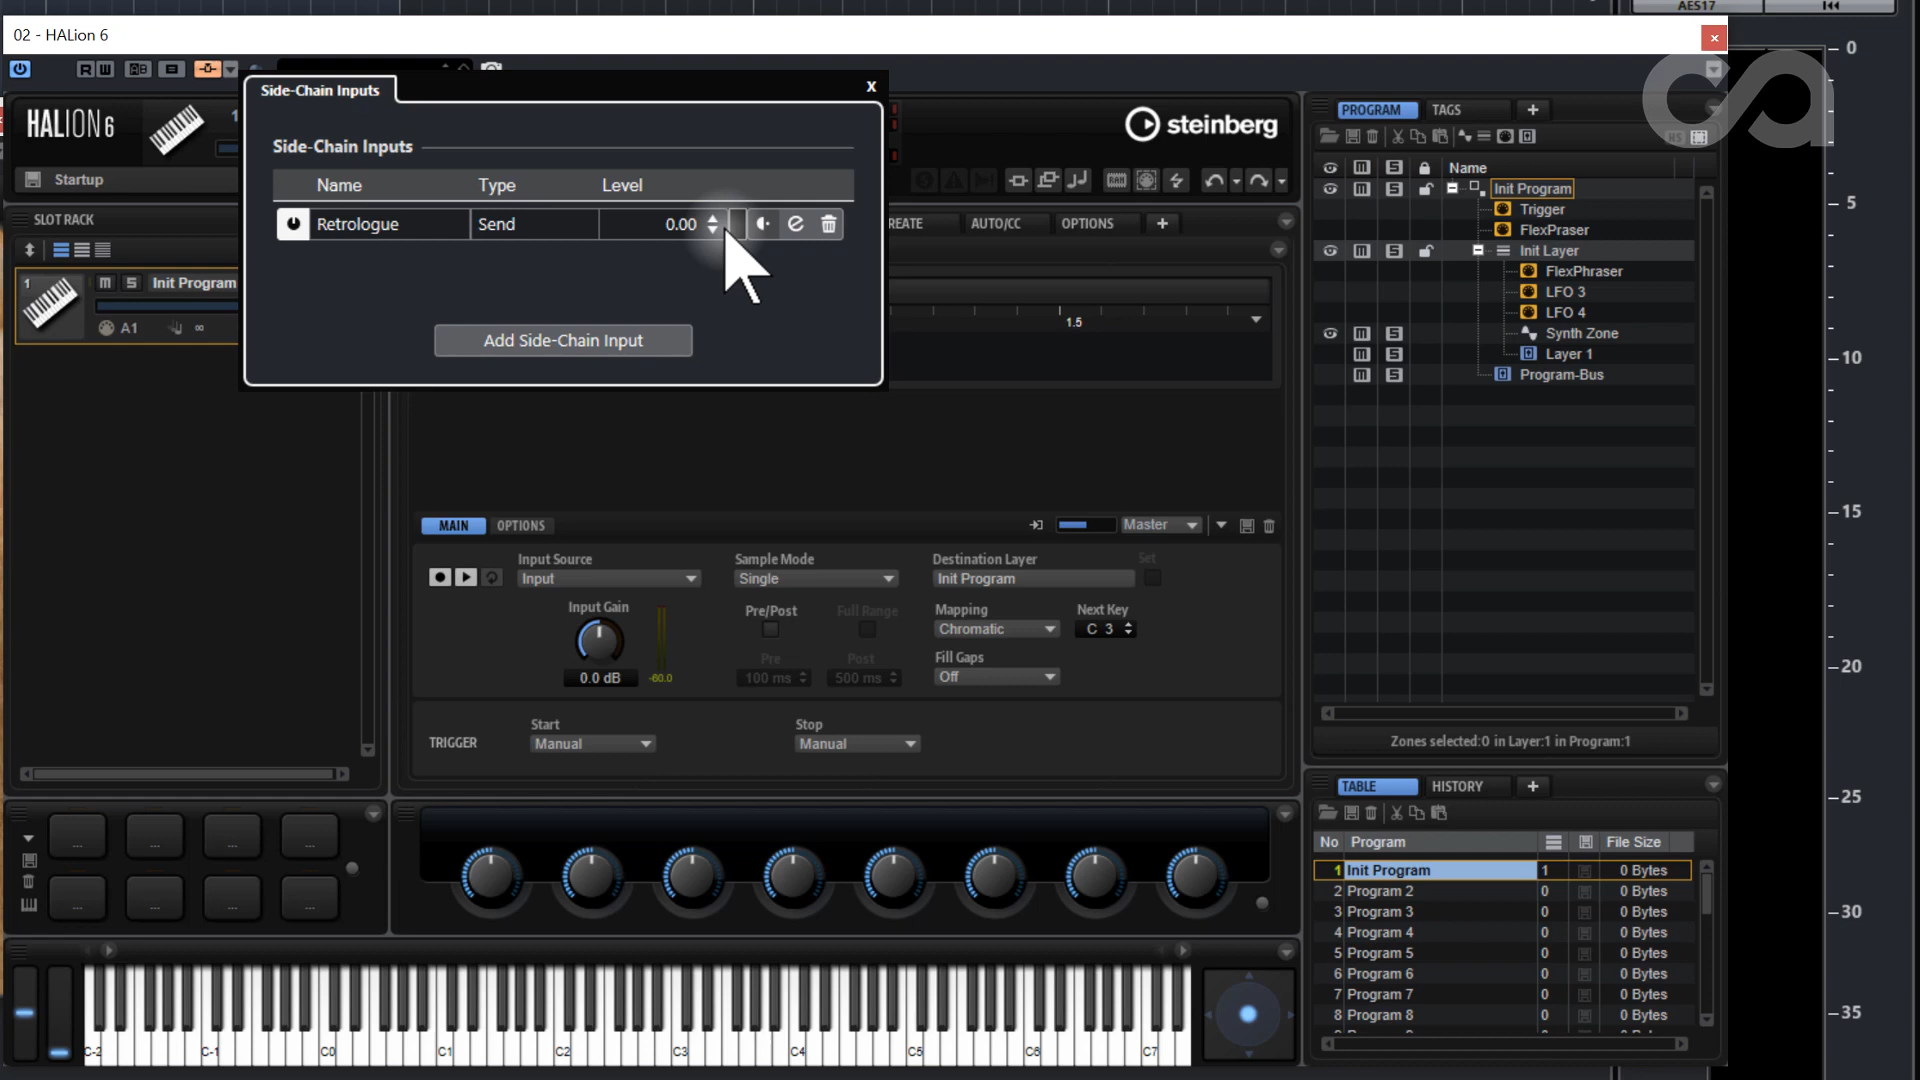 AES17
02 - HALion 6
R W
HALION 6
Startup
SLOT RACK
1
M S Init Program
A1
Side-Chain Inputs
x
Side-Chain Inputs
Name Type Level
Retrologue Send 0.00
Add Side-Chain Input
steinberg
RAM
AUTO/CC OPTIONS +
1.5
MAIN OPTIONS
Master
Input Source
Input
Sample Mode
Single
Destination Layer
Init Program
Set
Input Gain
0.0 dB
-60.0
Pre/Post
Full Range
Pre
100 ms
Post
500 ms
Mapping
Chromatic
Next Key
C 3
Fill Gaps
Off
TRIGGER
Start
Manual
Stop
Manual
PROGRAM TAGS +
M S Name
M S Init Program
Trigger
FlexPraser
M S Init Layer
FlexPhraser
LFO 3
LFO 4
M S Synth Zone
M S Layer 1
M S Program-Bus
Zones selected:0 in Layer:1 in Program:1
TABLE HISTORY +
No Program File Size
1 Init Program 1 0 Bytes
2 Program 2 0 0 Bytes
3 Program 3 0 0 Bytes
4 Program 4 0 0 Bytes
5 Program 5 0 0 Bytes
6 Program 6 0 0 Bytes
7 Program 7 0 0 Bytes
8 Program 8 0 0 Bytes
... ... ... ...
... ... ... ...
C-2 C-1 C0 C1 C2 C3 C4 C5 C6 C7
0
-5
-10
-15
-20
-25
-30
-35